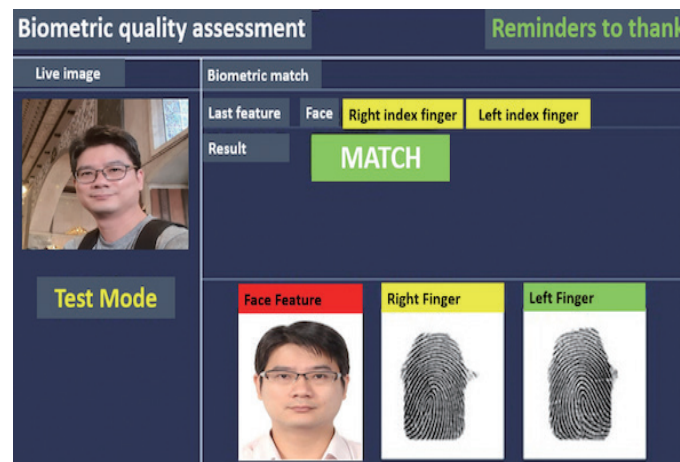 Biometric quality assessment
Reminders to thank
Live image
Biometric match
Last feature Face Right index finger Left index finger
Result
MATCH
Test Mode
Face Feature
Right Finger
Left Finger